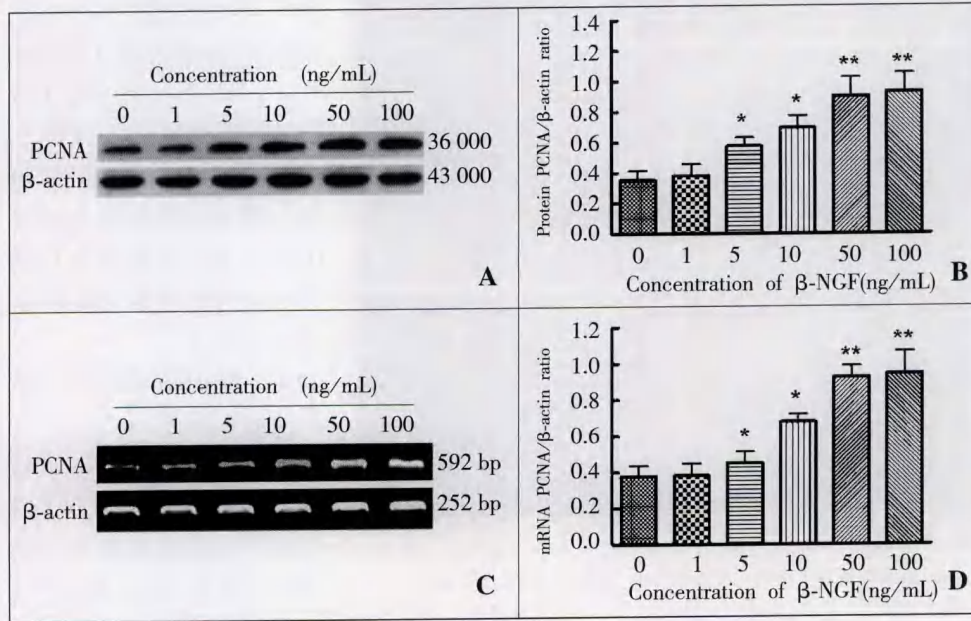 Concentration (ng/mL)
0 1 5 10 50 100
PCNA 36 000
β-actin 43 000
A
1.4
1.2
1.0
0.8
0.6
0.4
0.2
0.0
Protein PCNA/β-actin ratio
* * ** **
0 1 5 10 50 100
Concentration of β-NGF(ng/mL)
B
Concentration (ng/mL)
0 1 5 10 50 100
PCNA 592 bp
β-actin 252 bp
C
1.2
1.0
0.8
0.6
0.4
0.2
0.0
mRNA PCNA/β-actin ratio
* * ** **
0 1 5 10 50 100
Concentration of β-NGF(ng/mL)
D